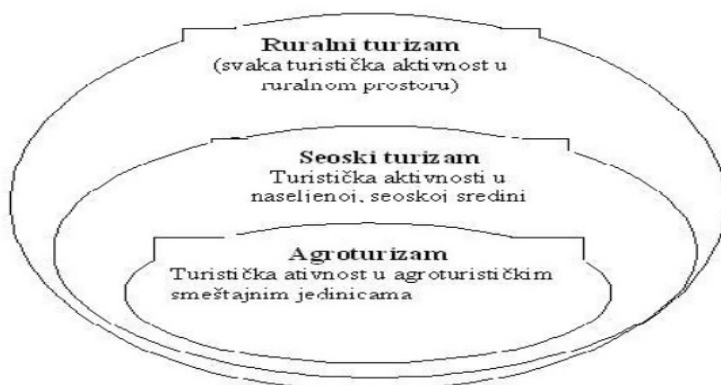 Ruralni turizam
(svaka turistička aktivnost u
ruralnom prostoru)
Seoski turizam
Turistička aktivnosti u
naseljenoj, seoskoj sredini
Agroturizam
Turistička ativnost u agroturističkim
smeštajnim jedinicama